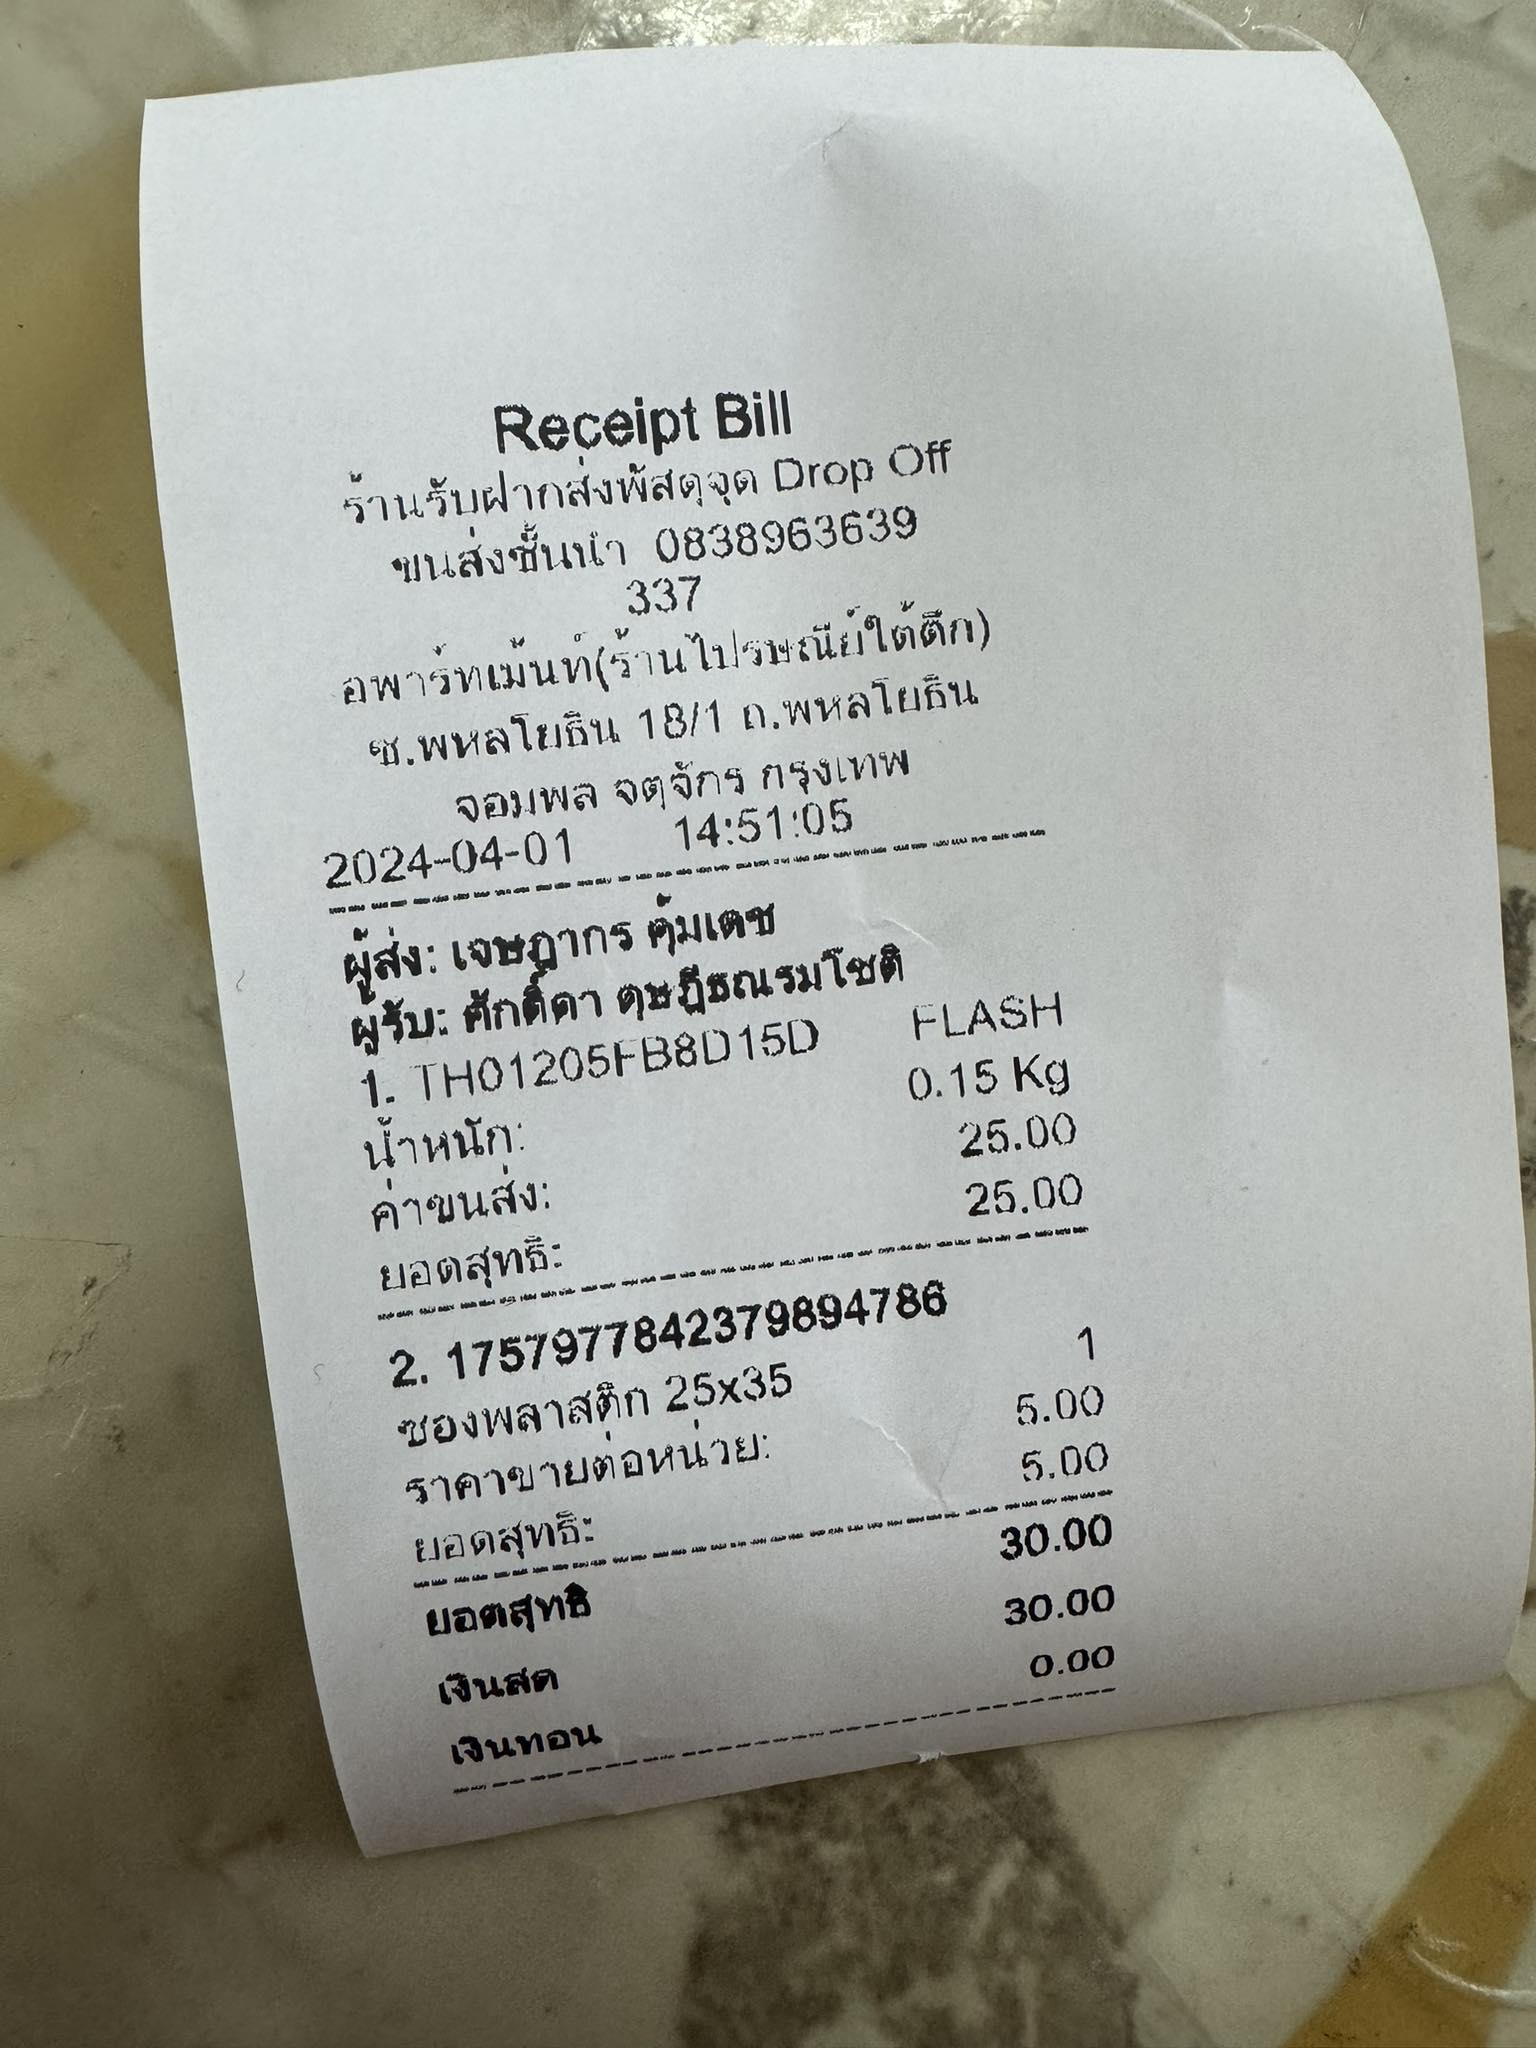 Receipt Bill
ร้านรับฝากส่งพัสดุจุด Drop Off
ขนส่งชั้นนำ 0838963639
337
อพาร์ทเม้นท์(ร้านไปรษณีย์ใต้ตึก)
ซ.พหลโยธิน 18/1 ถ.พหลโยธิน
จอมพล จตุจักร กรุงเทพ
2024-04-01 14:51:05
ผู้ส่ง: เจษฎากร คุ้มเดช
ผู้รับ: ศักดิ์ดา ดุษฎีธณรมโชติ
1. TH01205FB8D15D FLASH
น้ำหนัก: 0.15 Kg
ค่าขนส่ง: 25.00
ยอดสุทธิ: 25.00
2. 1757977842379894786
ซองพลาสติก 25x35 1
ราคาขายต่อหน่วย: 5.00
ยอดสุทธิ: 5.00
ยอดสุทธิ 30.00
เงินสด 30.00
เงินทอน 0.00